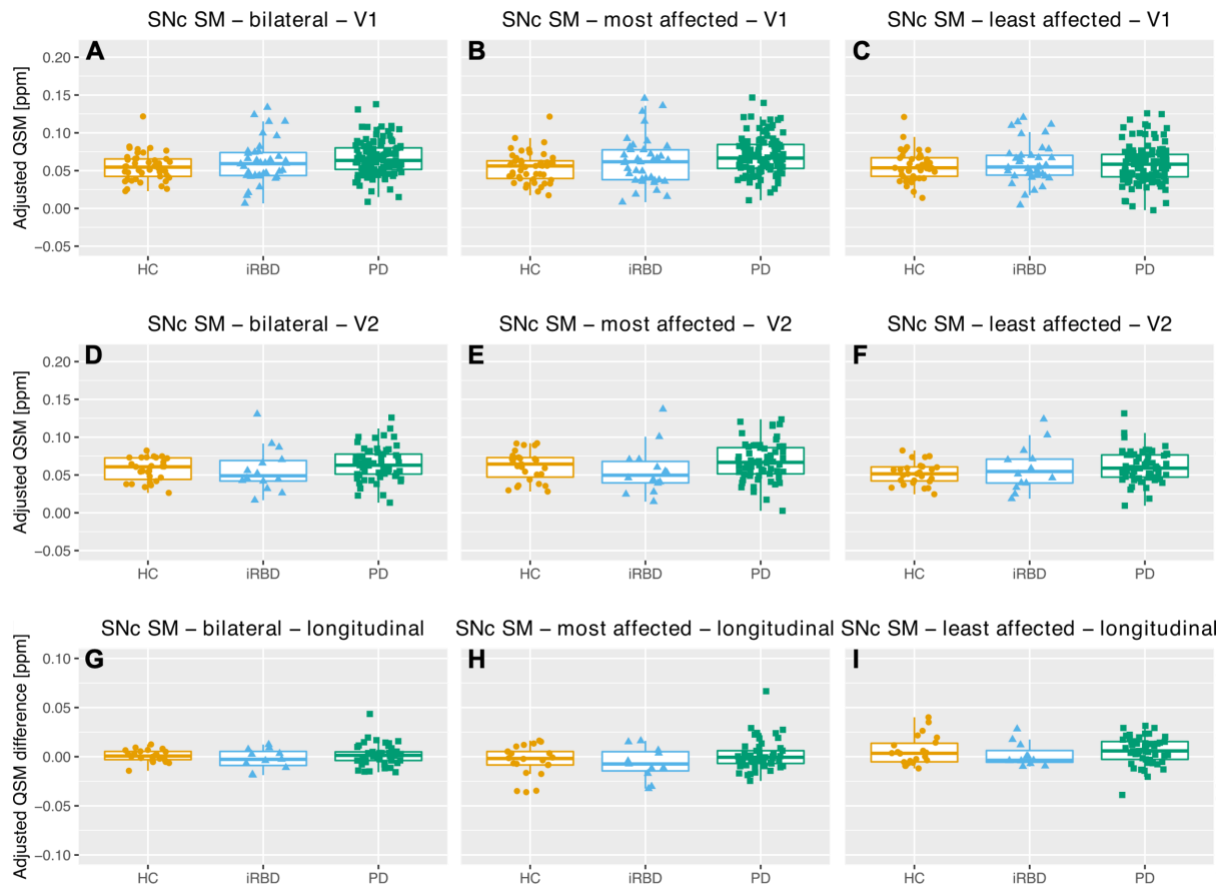 SNc SM – bilateral – V1
SNc SM – most affected – V1
SNc SM – least affected – V1
A
B
C
Adjusted QSM [ppm]
0.20
0.15
0.10
0.05
0.00
−0.05
HC iRBD PD
HC iRBD PD
HC iRBD PD
SNc SM – bilateral – V2
SNc SM – most affected – V2
SNc SM – least affected – V2
D
E
F
Adjusted QSM [ppm]
0.20
0.15
0.10
0.05
0.00
−0.05
HC iRBD PD
HC iRBD PD
HC iRBD PD
SNc SM – bilateral – longitudinal
SNc SM – most affected – longitudinal
SNc SM – least affected – longitudinal
G
H
I
Adjusted QSM difference [ppm]
0.10
0.05
0.00
−0.05
−0.10
HC iRBD PD
HC iRBD PD
HC iRBD PD